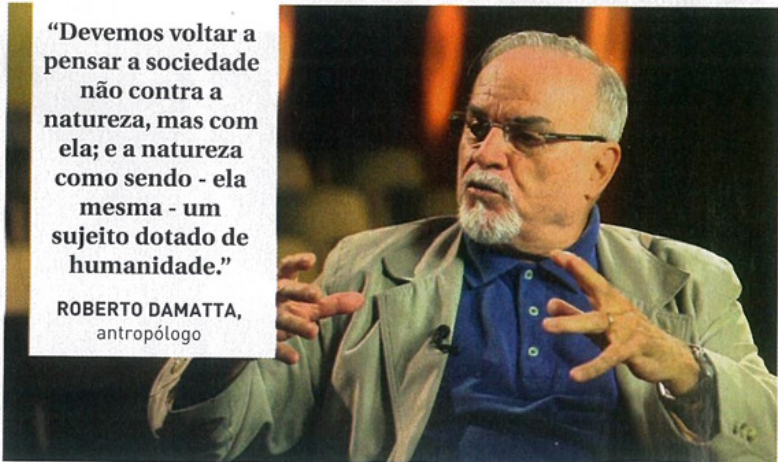 “Devemos voltar a
pensar a sociedade
não contra a
natureza, mas com
ela; e a natureza
como sendo - ela
mesma - um
sujeito dotado de
humanidade.”
ROBERTO DAMATTA,
antropólogo